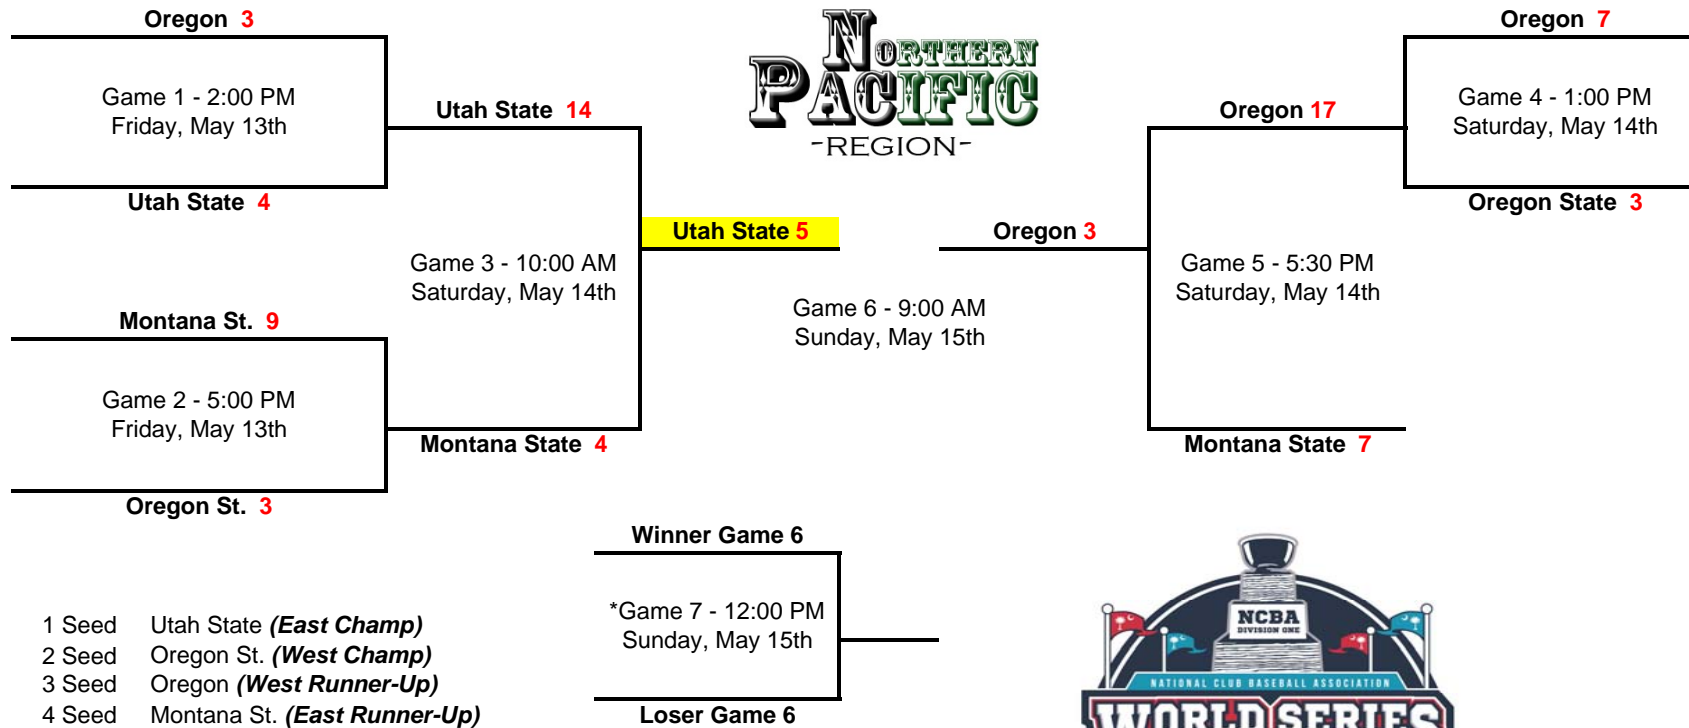 Oregon 3
Game 1 - 2:00 PM
Friday, May 13th
Utah State 4
Utah State 14
Game 3 - 10:00 AM
Saturday, May 14th
Montana St. 9
Game 2 - 5:00 PM
Friday, May 13th
Oregon St. 3
Montana State 4
NORTHERN
PACIFIC
-REGION-
Utah State 5
Oregon 3
Game 6 - 9:00 AM
Sunday, May 15th
Oregon 7
Game 4 - 1:00 PM
Saturday, May 14th
Oregon State 3
Oregon 17
Game 5 - 5:30 PM
Saturday, May 14th
Montana State 7
Winner Game 6
*Game 7 - 12:00 PM
Sunday, May 15th
Loser Game 6
1 Seed Utah State (East Champ)
2 Seed Oregon St. (West Champ)
3 Seed Oregon (West Runner-Up)
4 Seed Montana St. (East Runner-Up)
NCBA
DIVISION ONE
NATIONAL CLUB BASEBALL ASSOCIATION
WORLD SERIES